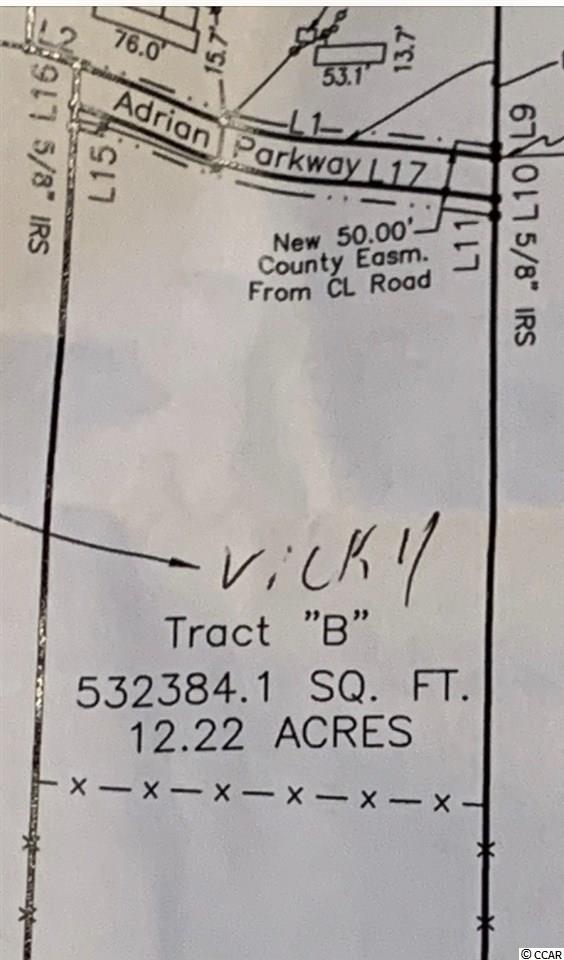 L2
76.0'
15.7'
53.1'
13.7'
L16
5/8" IRS
L15
Adrian Parkway
L1
L17
L9
L10
L7
5/8" IRS
L11
New 50.00'
County Easm.
From CL Road
Vicky
Tract "B"
532384.1 SQ. FT.
12.22 ACRES
© CCAR